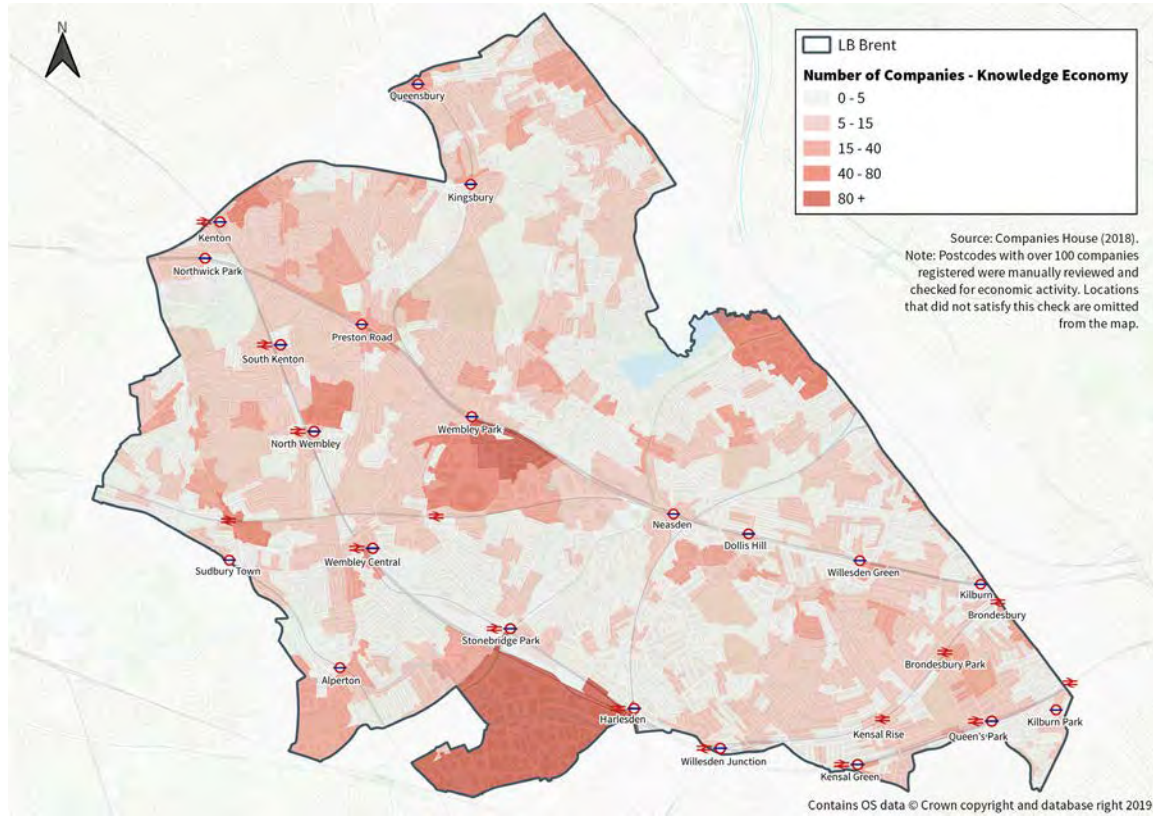 N
LB Brent
Number of Companies - Knowledge Economy
0 - 5
5 - 15
15 - 40
40 - 80
80 +
Source: Companies House (2018).
Note: Postcodes with over 100 companies
registered were manually reviewed and
checked for economic activity. Locations
that did not satisfy this check are omitted
from the map.
Queensbury
Kingsbury
Kenton
Northwick Park
Preston Road
South Kenton
Wembley Park
North Wembley
Neasden
Dollis Hill
Sudbury Town
Wembley Central
Willesden Green
Kilburn
Brondesbury
Stonebridge Park
Brondesbury Park
Alperton
Harlesden
Kilburn Park
Kensal Rise
Queen's Park
Willesden Junction
Kensal Green
Contains OS data © Crown copyright and database right 2019